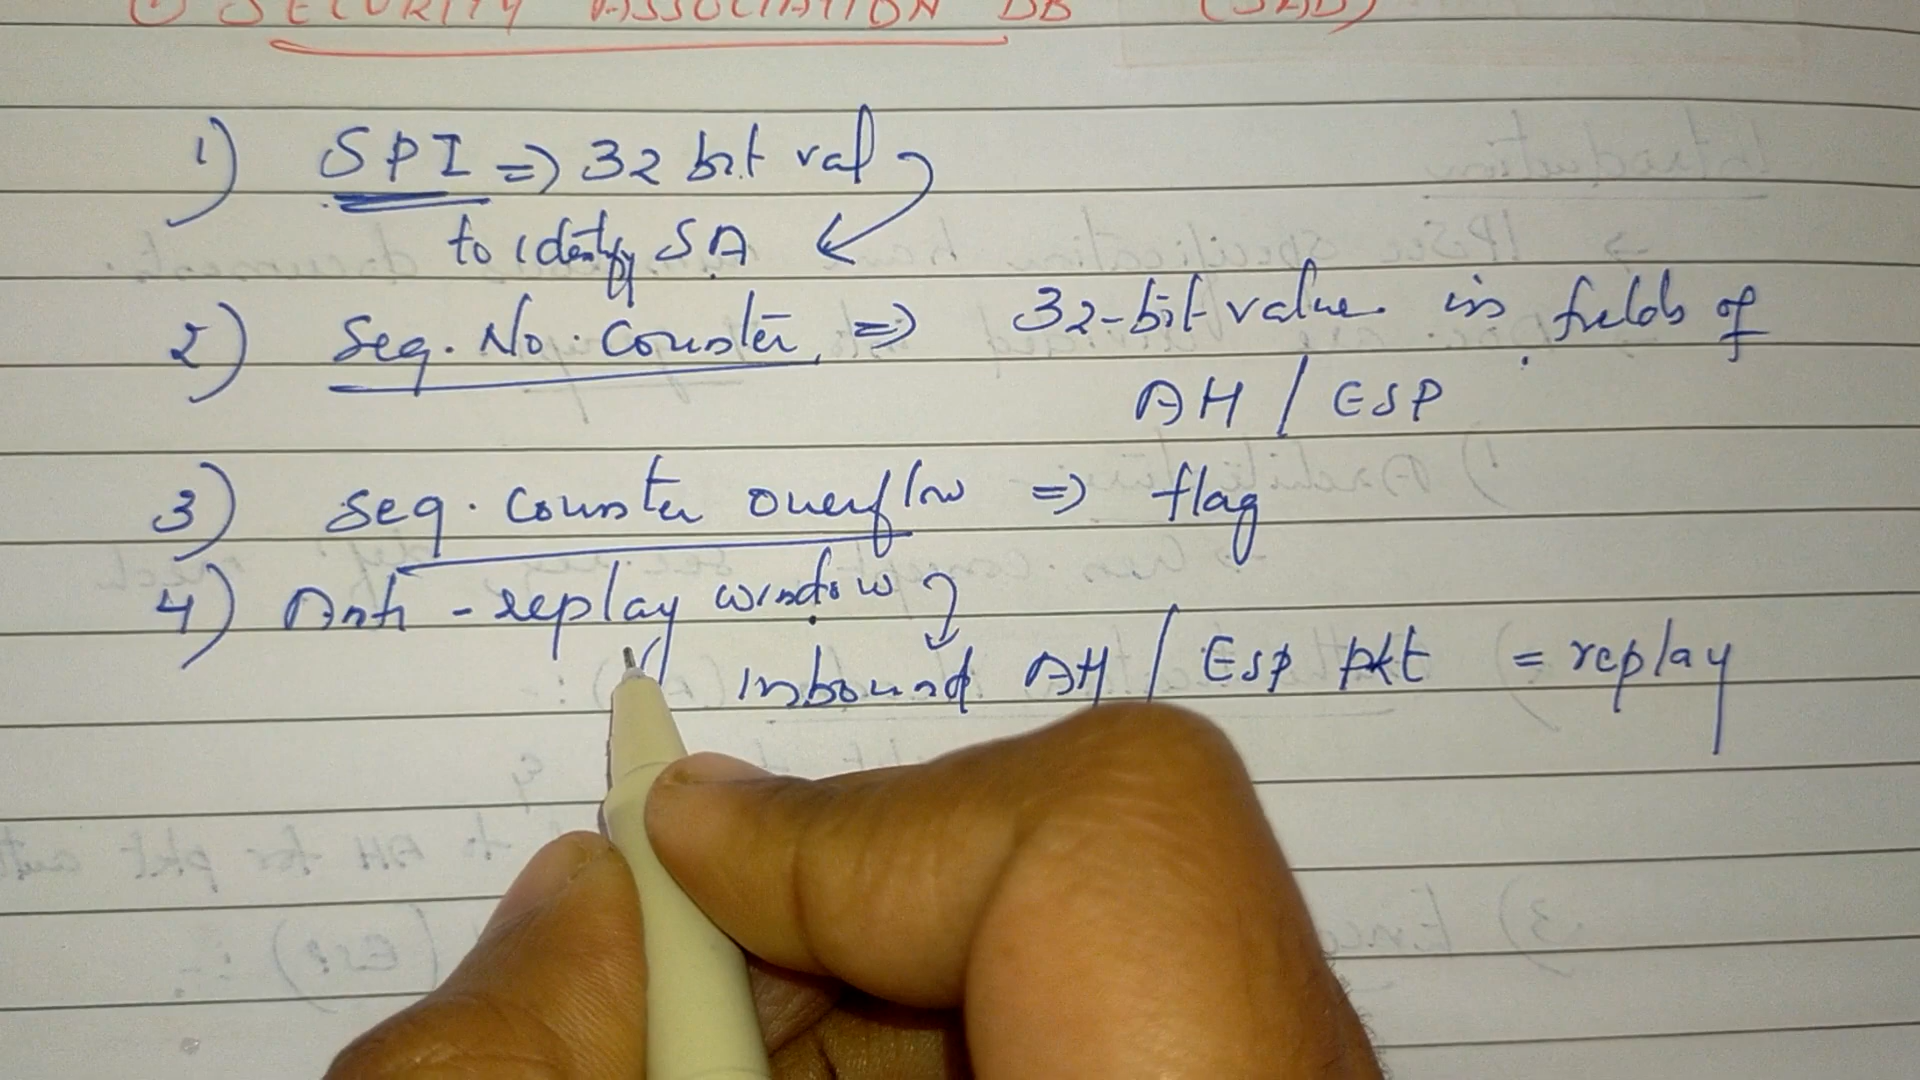 SECURITY ASSOCIATION DB (SAD)
1) SPI => 32 bit val
to identify SA
2) Seq. No. Counter => 32-bit value in fields of
AH / ESP
3) Seq. Counter Overflow => flag
4) Anti-replay window
inbound AH / ESP pkt = replay